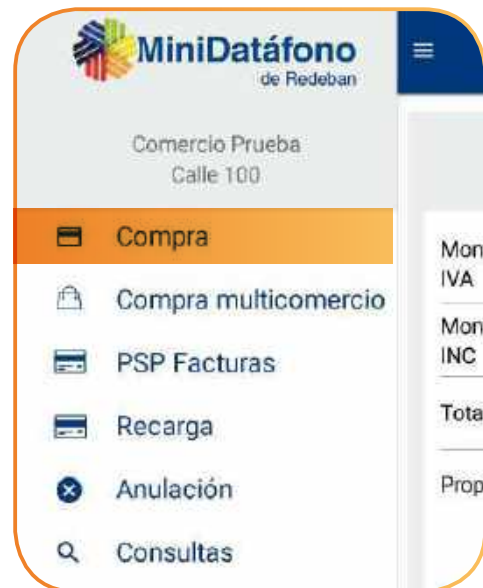 MiniDatáfono
de Redeban
Comercio Prueba
Calle 100
Compra
Compra multicomercio
PSP Facturas
Recarga
Anulación
Consultas
Mon
IVA
Mon
INC
Tota
Prop